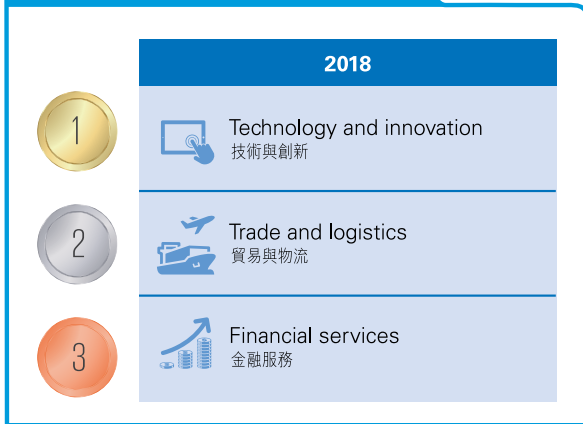 2018
1
Technology and innovation
技術與創新
2
Trade and logistics
貿易與物流
3
Financial services
金融服務